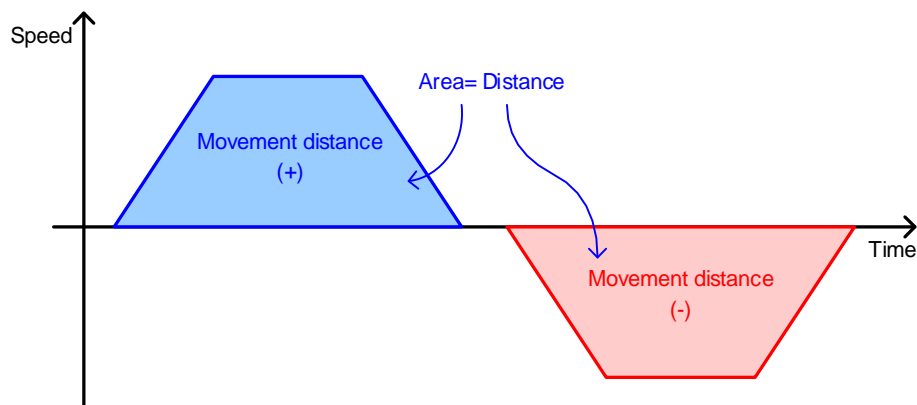 Speed
Area= Distance
Movement distance
(+)
Time
Movement distance
(-)